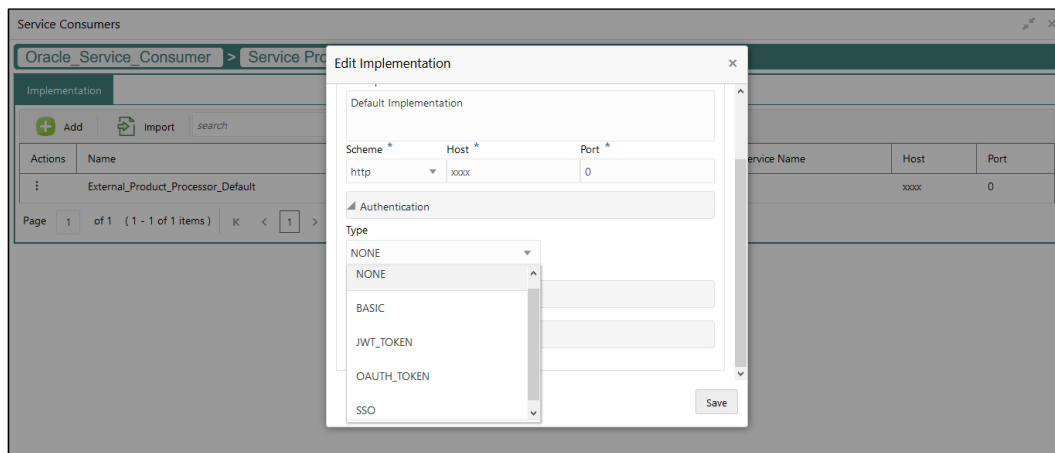 Service Consumers
Oracle_Service_Consumer > Service Pro
Implementation
Add Import search
Actions Name ervice Name Host Port
External_Product_Processor_Default xxxx 0
Page 1 of 1 (1 - 1 of 1 items) K < 1 >
Edit Implementation ×
Default Implementation
Scheme * Host * Port *
http xxxx 0
Authentication
Type
NONE
NONE
BASIC
JWT_TOKEN
OAUTH_TOKEN
SSO
Save